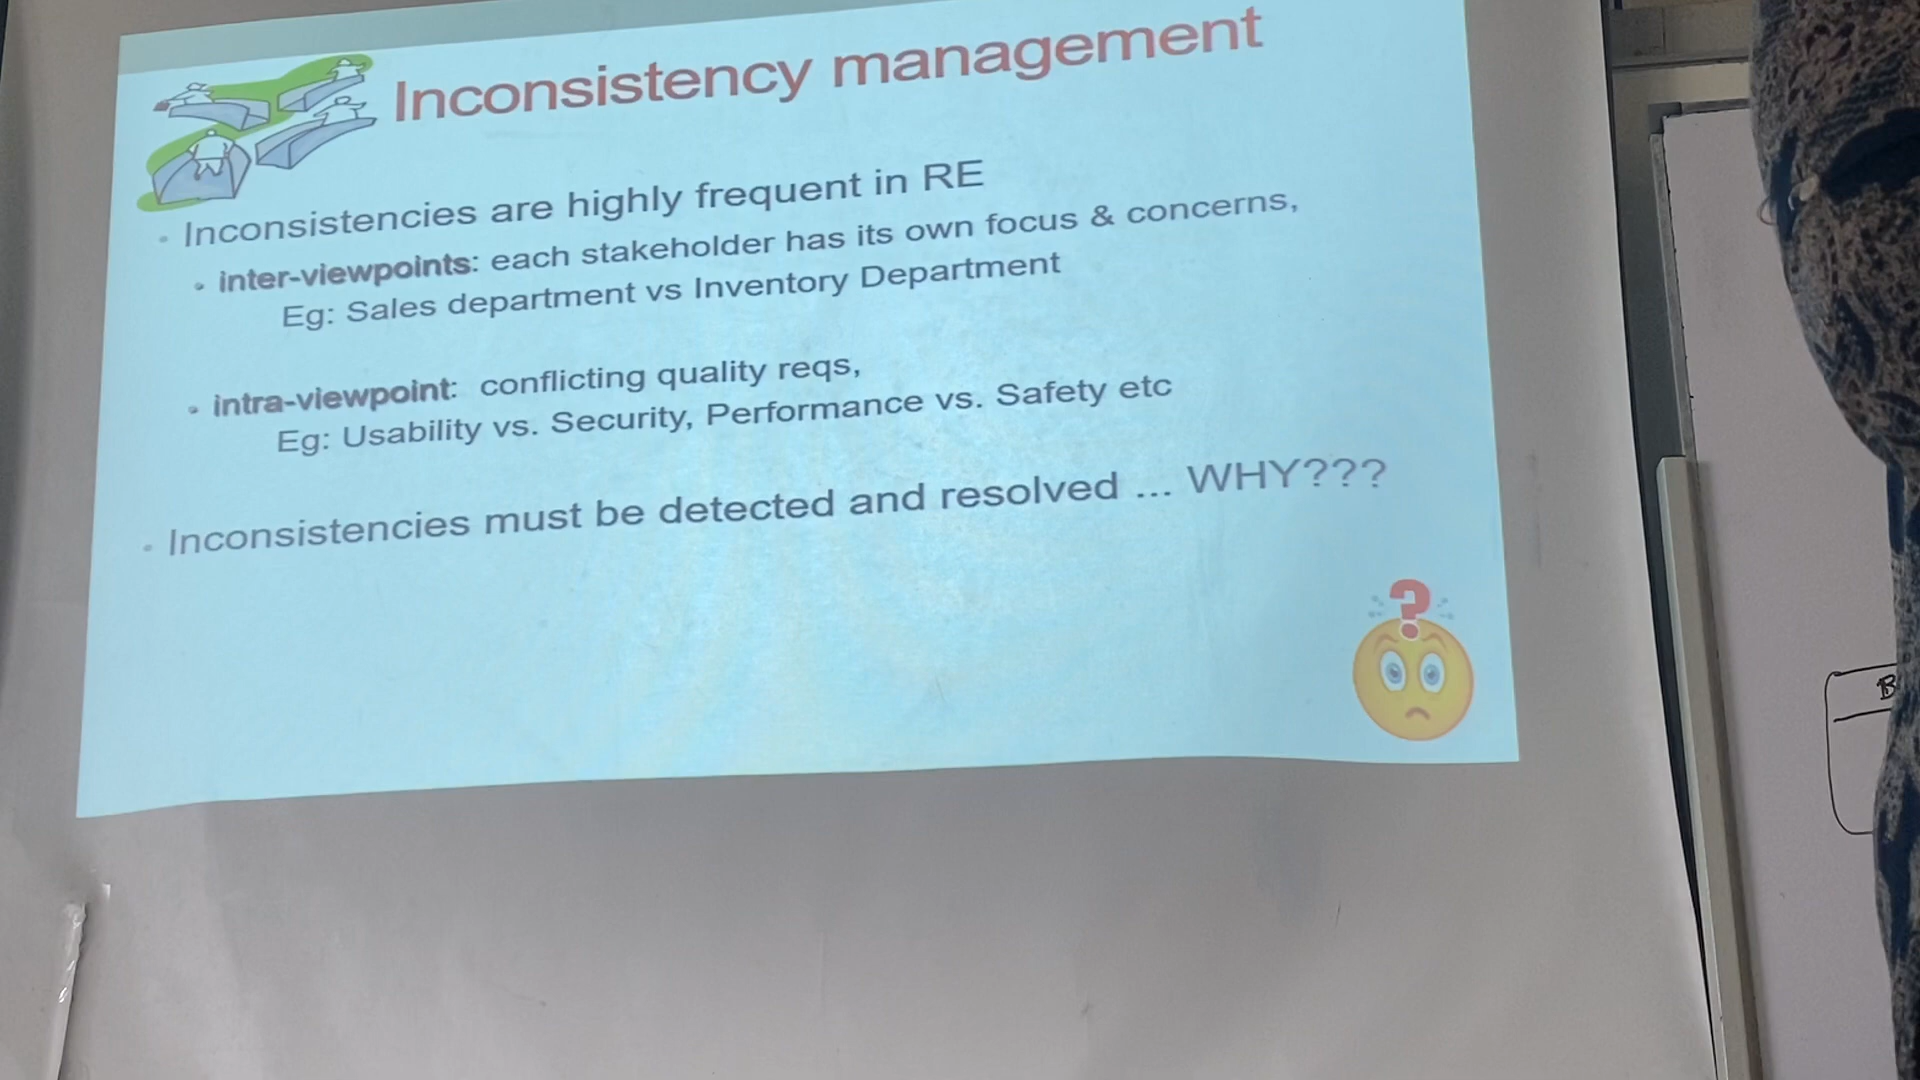 Inconsistency management
• Inconsistencies are highly frequent in RE
• inter-viewpoints: each stakeholder has its own focus & concerns,
Eg: Sales department vs Inventory Department
• intra-viewpoint: conflicting quality reqs,
Eg: Usability vs. Security, Performance vs. Safety etc
• Inconsistencies must be detected and resolved ... WHY???
?
B